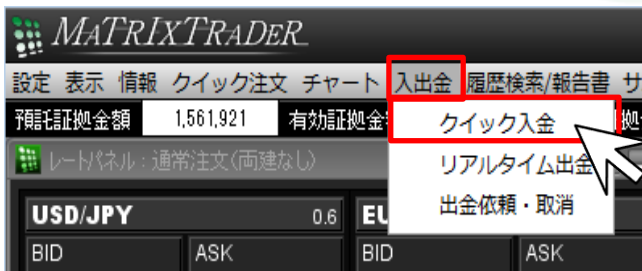 MATRIXTRADER
設定 表示 情報 クイック注文 チャート 入出金 履歴検索/報告書 サ
預託証拠金額 1,561,921 有効証拠金
クイック入金
リアルタイム出金
出金依頼・取消
レートパネル:通常注文(両建なし)
USD/JPY 0.6 EU
BID ASK BID ASK